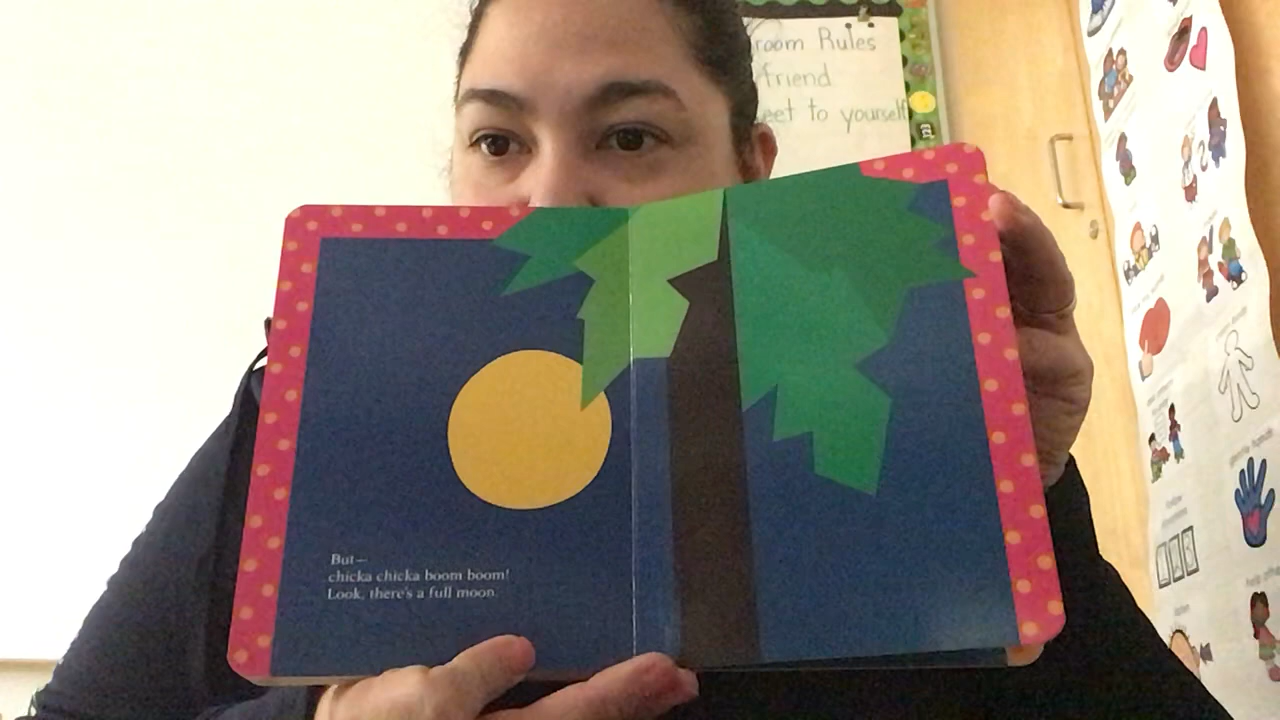 room Rules
friend
eet to yourself
But—
chicka chicka boom boom!
Look, there's a full moon.